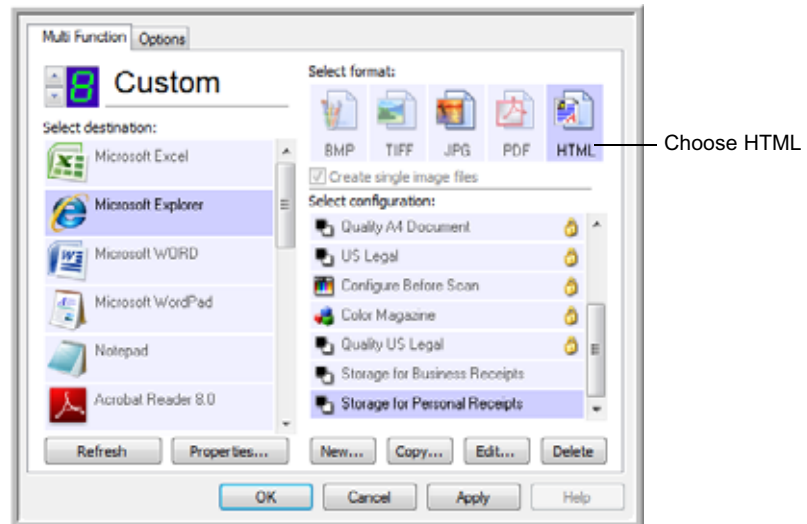 Multi Function Options
8 Custom
Select destination:
Microsoft Excel
Microsoft Explorer
Microsoft WORD
Microsoft WordPad
Notepad
Acrobat Reader 8.0
Refresh Properties...
Select format:
BMP TIFF JPG PDF HTML
Choose HTML
Create single image files
Select configuration:
Quality A4 Document
US Legal
Configure Before Scan
Color Magazine
Quality US Legal
Storage for Business Receipts
Storage for Personal Receipts
New... Copy... Edit... Delete
OK Cancel Apply Help